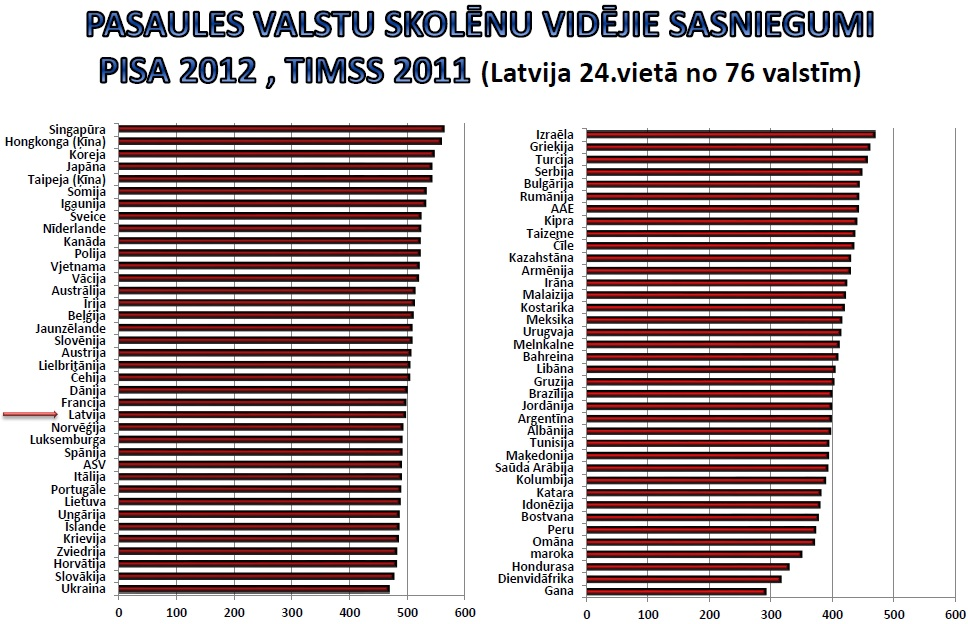 PASAULES VALSTU SKOLĒNU VIDĒJIE SASNIEGUMI
PISA 2012 , TIMSS 2011 (Latvija 24.vietā no 76 valstīm)
Singapūra
Hongkonga (Ķīna)
Koreja
Japāna
Taipeja (Ķīna)
Somija
Igaunija
Šveice
Nīderlande
Kanāda
Polija
Vjetnama
Vācija
Austrālija
Īrija
Beļģija
Jaunzēlande
Slovēnija
Austrija
Lielbritānija
Čehija
Dānija
Francija
Latvija
Norvēģija
Luksemburga
Spānija
ASV
Itālija
Portugāle
Lietuva
Ungārija
Īslande
Krievija
Zviedrija
Horvātija
Slovākija
Ukraina
0 100 200 300 400 500 600
Izraēla
Grieķija
Turcija
Serbija
Bulgārija
Rumānija
AAE
Kipra
Taizeme
Čīle
Kazahstāna
Armēnija
Irāna
Malaizija
Kostarika
Meksika
Urugvaja
Melnkalne
Bahreina
Libāna
Gruzija
Brazīlija
Jordānija
Argentīna
Albānija
Tunisija
Maķedonija
Saūda Arābija
Kolumbija
Katara
Idonēzija
Bostvana
Peru
Omāna
maroka
Hondurasa
Dienvidāfrika
Gana
0 100 200 300 400 500 600